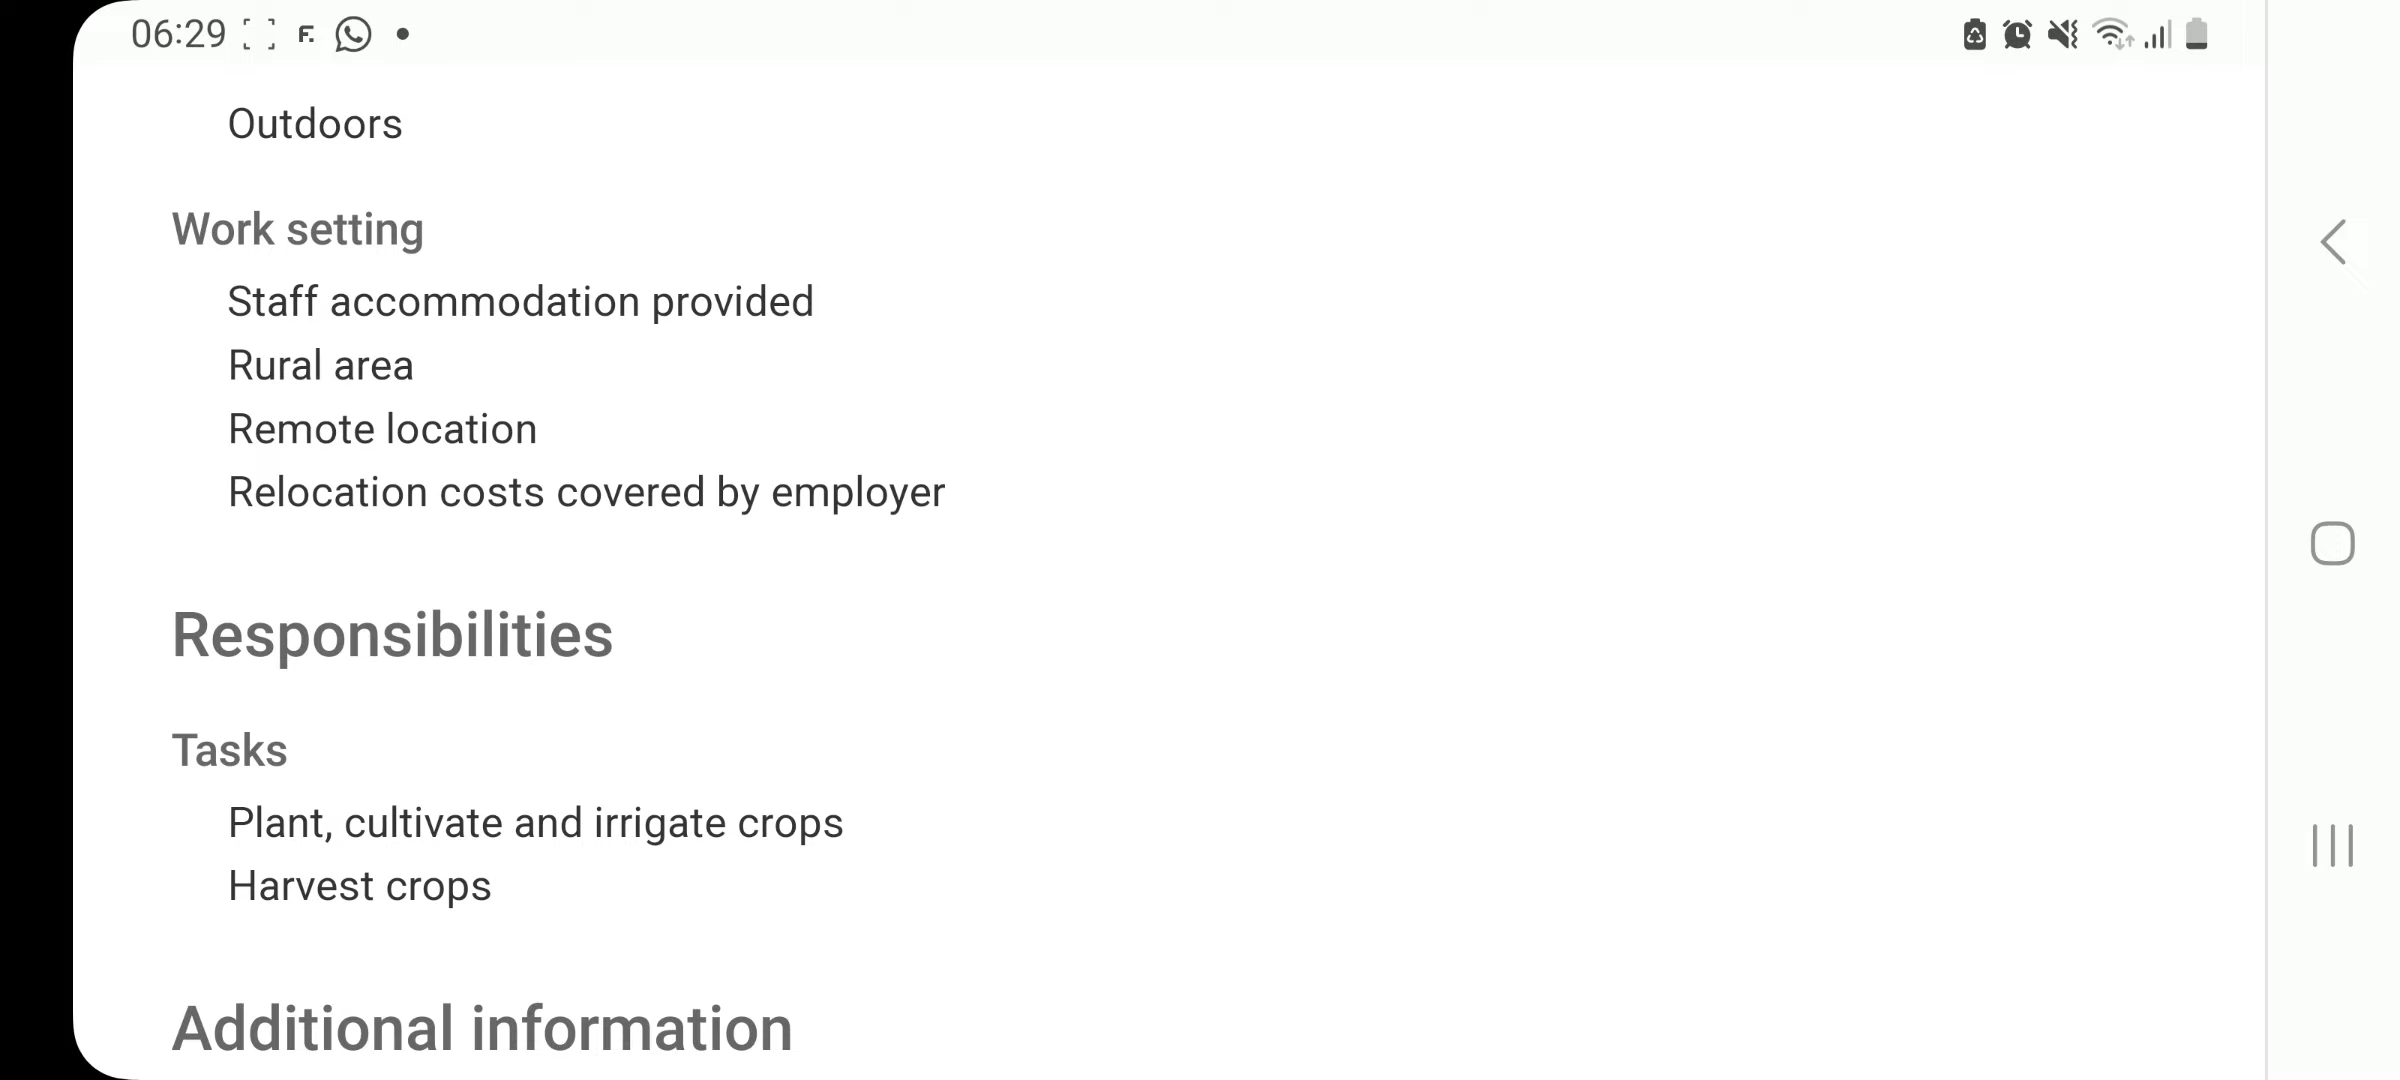 06:29 F.
Outdoors
Work setting
Staff accommodation provided
Rural area
Remote location
Relocation costs covered by employer
Responsibilities
Tasks
Plant, cultivate and irrigate crops
Harvest crops
Additional information